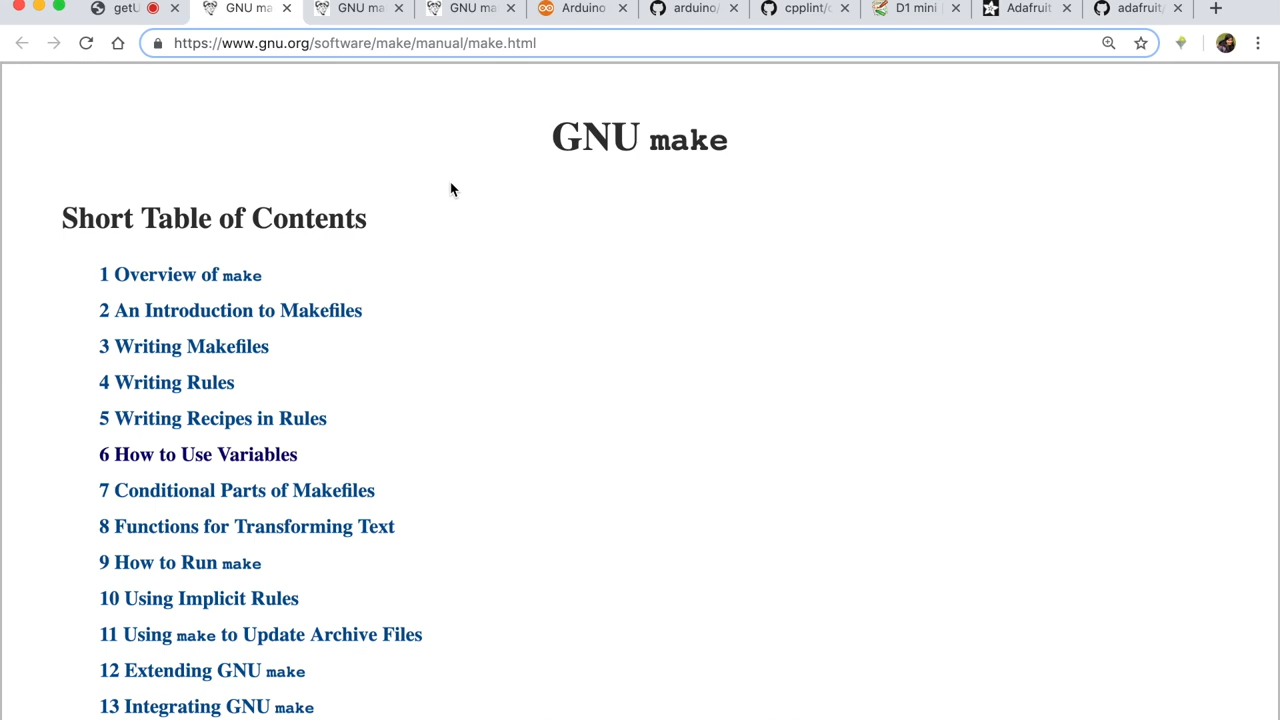 getU
GNU ma
GNU ma
GNU ma
Arduino
arduino/
cpplint/
D1 mini
Adafruit
adafruit/
https://www.gnu.org/software/make/manual/make.html
GNU make
Short Table of Contents
1 Overview of make
2 An Introduction to Makefiles
3 Writing Makefiles
4 Writing Rules
5 Writing Recipes in Rules
6 How to Use Variables
7 Conditional Parts of Makefiles
8 Functions for Transforming Text
9 How to Run make
10 Using Implicit Rules
11 Using make to Update Archive Files
12 Extending GNU make
13 Integrating GNU make